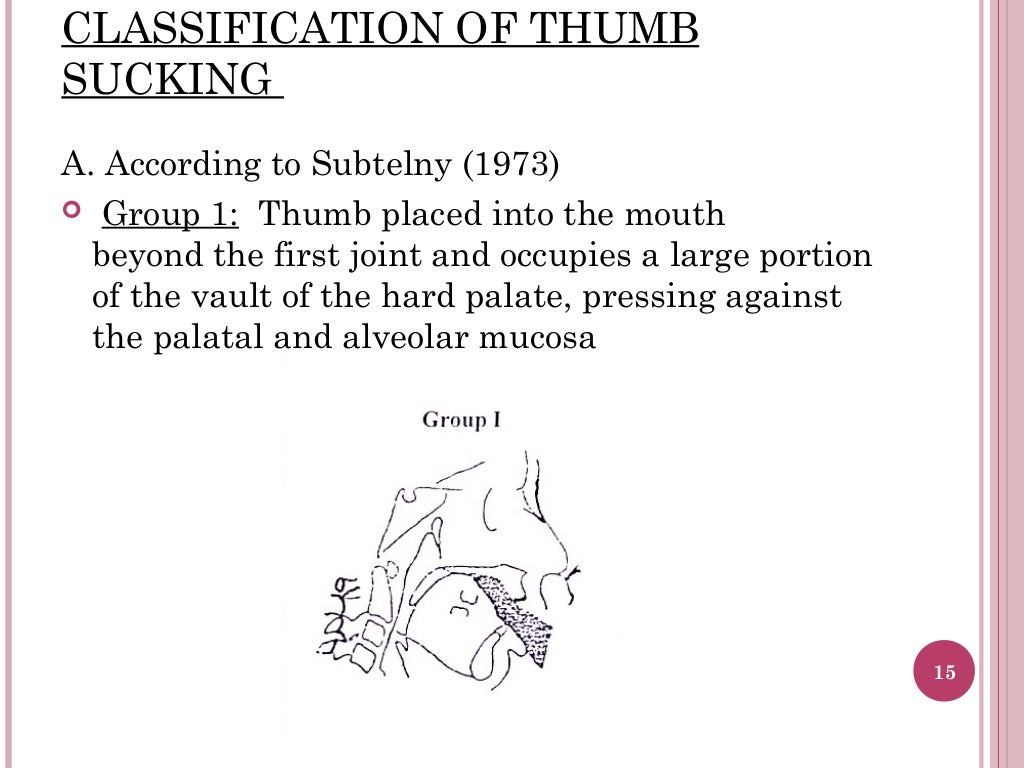 CLASSIFICATION OF THUMB
SUCKING
A. According to Subtelny (1973)
Group 1: Thumb placed into the mouth
beyond the first joint and occupies a large portion
of the vault of the hard palate, pressing against
the palatal and alveolar mucosa
Group I
15